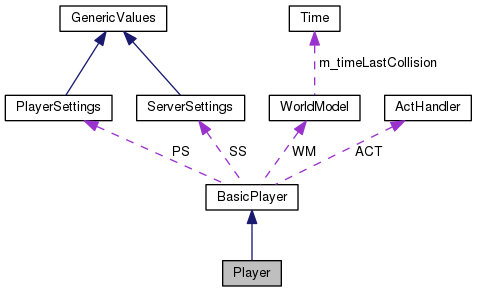 GenericValues
Time
m_timeLastCollision
PlayerSettings
ServerSettings
WorldModel
ActHandler
PS
SS
WM
ACT
BasicPlayer
Player